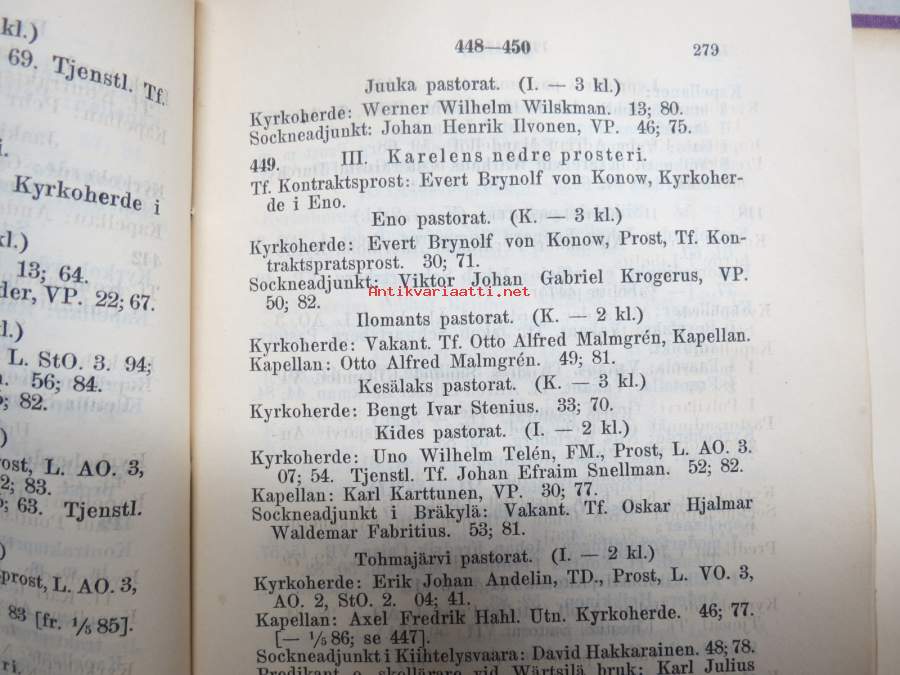 kl.)
69. Tjenstl. Tf.
i.
Kyrkoherde i
kl.)
13; 64.
der, VP. 22; 67.
l.)
L. StO. 3. 94;
56; 84.
82.
)
rost, L. AO. 3,
2; 83.
63. Tjenstl.
)
prost, L. AO. 3,
83 [fr. 1/5 85].
ri.
448—450 279
Juuka pastorat. (I. — 3 kl.)
Kyrkoherde: Werner Wilhelm Wilskman. 13; 80.
Sockneadjunkt: Johan Henrik Ilvonen, VP. 46; 75.
449. III. Karelens nedre prosteri.
Tf. Kontraktsprost: Evert Brynolf von Konow, Kyrkoher-
de i Eno.
Eno pastorat. (K. — 3 kl.)
Kyrkoherde: Evert Brynolf von Konow, Prost, Tf. Kon-
traktspratsprost. 30; 71.
Sockneadjunkt: Viktor Johan Gabriel Krogerus, VP.
50; 82.
Antikvariaatti.net
Ilomants pastorat. (K. — 2 kl.)
Kyrkoherde: Vakant. Tf. Otto Alfred Malmgrén, Kapellan.
Kapellan: Otto Alfred Malmgrén. 49; 81.
Kesälaks pastorat. (K. — 3 kl.)
Kyrkoherde: Bengt Ivar Stenius. 33; 70.
Kides pastorat. (I. — 2 kl.)
Kyrkoherde: Uno Wilhelm Telén, FM., Prost, L. AO. 3.
07; 54. Tjenstl. Tf. Johan Efraim Snellman. 52; 82.
Kapellan: Karl Karttunen, VP. 30; 77.
Sockneadjunkt i Bräkylä: Vakant. Tf. Oskar Hjalmar
Waldemar Fabritius. 53; 81.
Tohmajärvi pastorat. (I. — 2 kl.)
Kyrkoherde: Erik Johan Andelin, TD., Prost, L. VO. 3,
AO. 2, StO. 2. 04; 41.
Kapellan: Axel Fredrik Hahl. Utn. Kyrkoherde. 46; 77.
[— 1/5 86; se 447].
Sockneadjunkt i Kiihtelysvaara: David Hakkarainen. 48; 78.
Predikant o. skollärare vid Wärtsilä bruk: Karl Julius